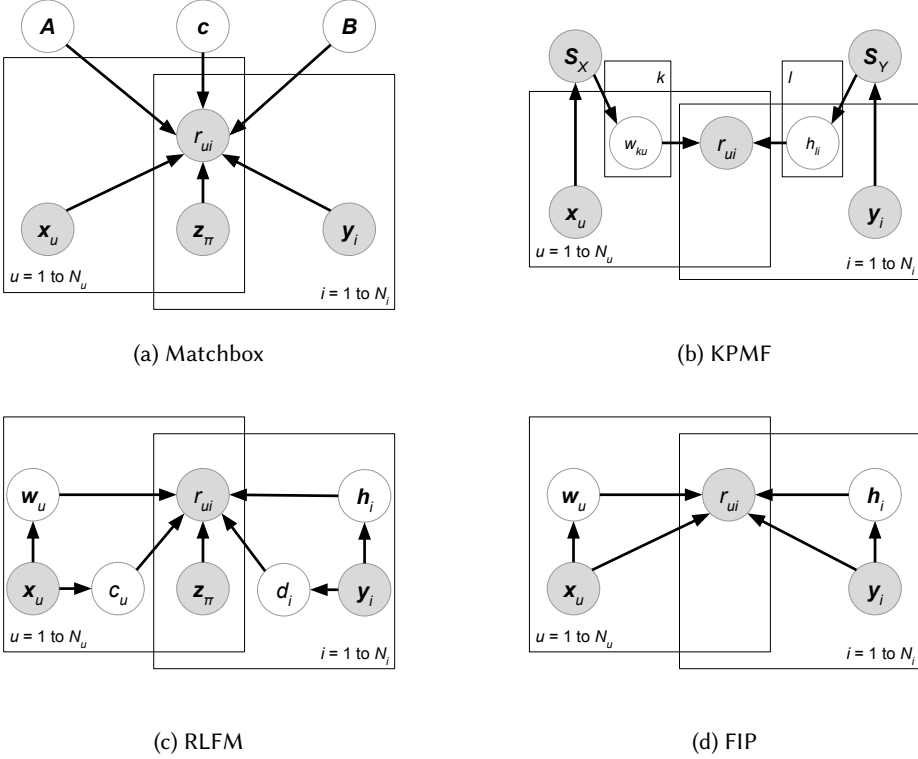 A c B
r_ui
x_u z_π y_i
u = 1 to N_u
i = 1 to N_i
(a) Matchbox
S_X S_Y
k l
w_ku r_ui h_li
x_u y_i
u = 1 to N_u
i = 1 to N_i
(b) KPMF
w_u r_ui h_i
x_u c_u z_π d_i y_i
u = 1 to N_u
i = 1 to N_i
(c) RLFM
w_u r_ui h_i
x_u y_i
u = 1 to N_u
i = 1 to N_i
(d) FIP